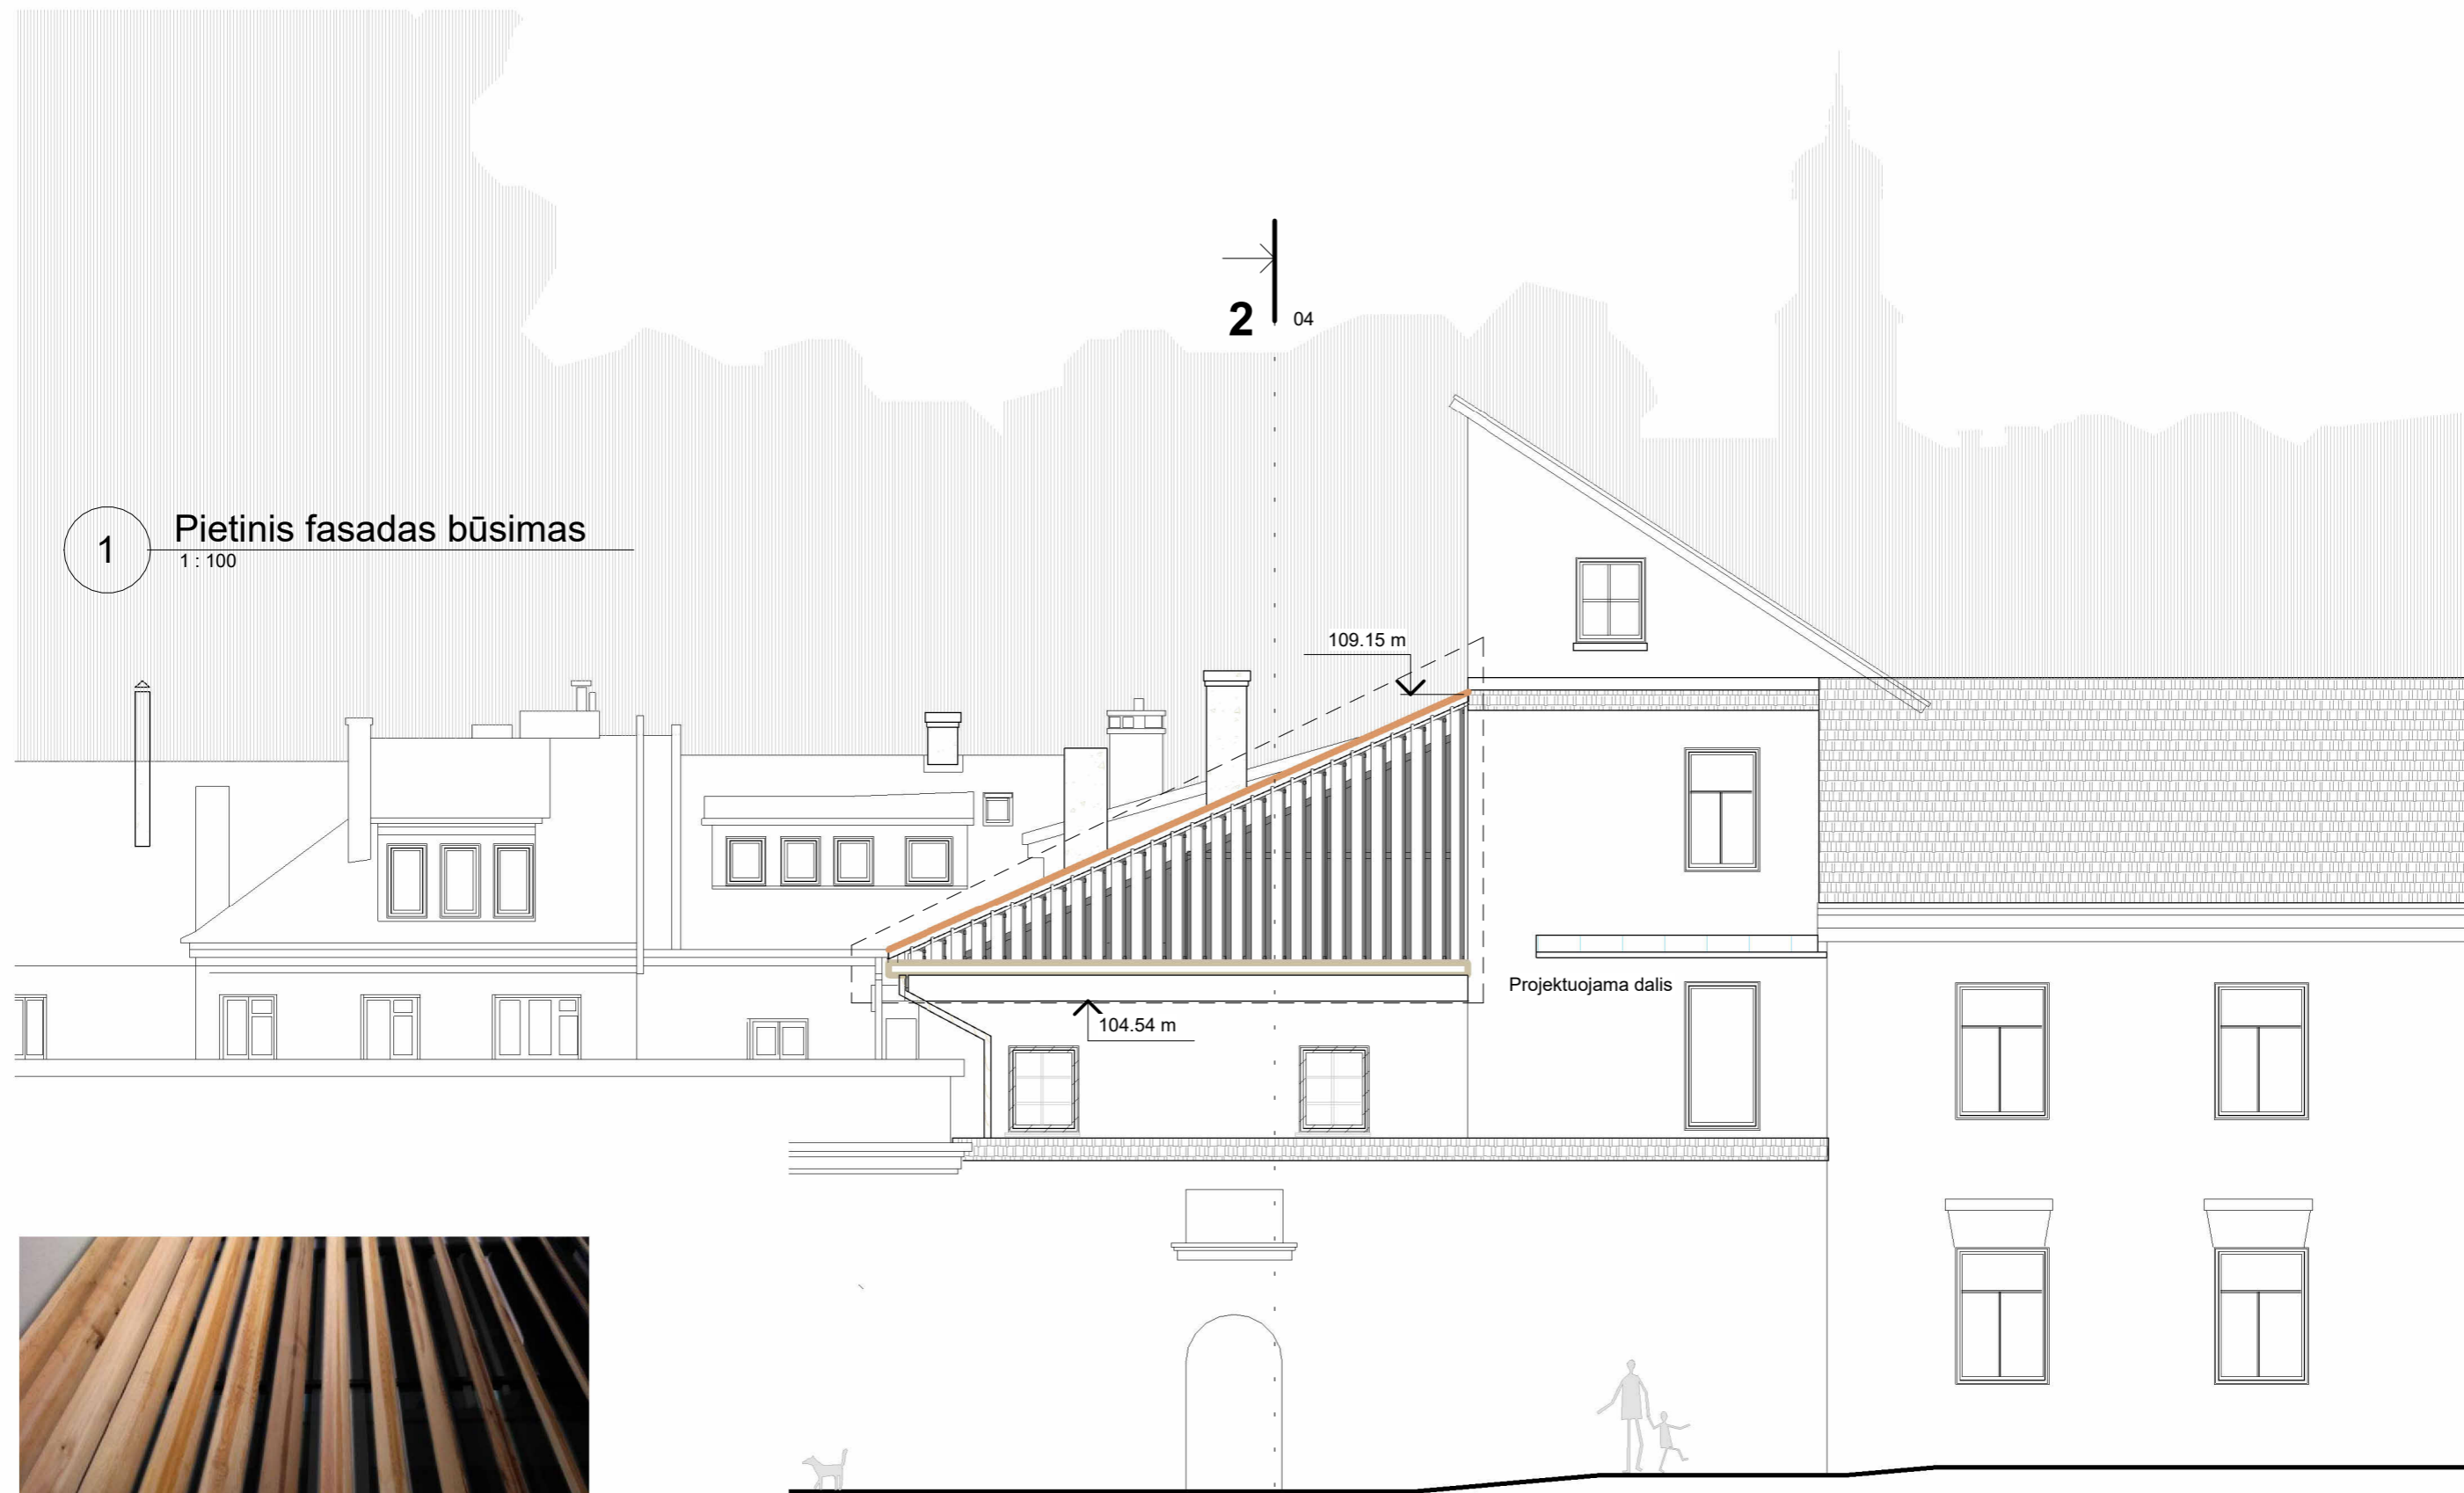 2
04
1
Pietinis fasadas būsimas
1 : 100
109.15 m
Projektuojama dalis
104.54 m